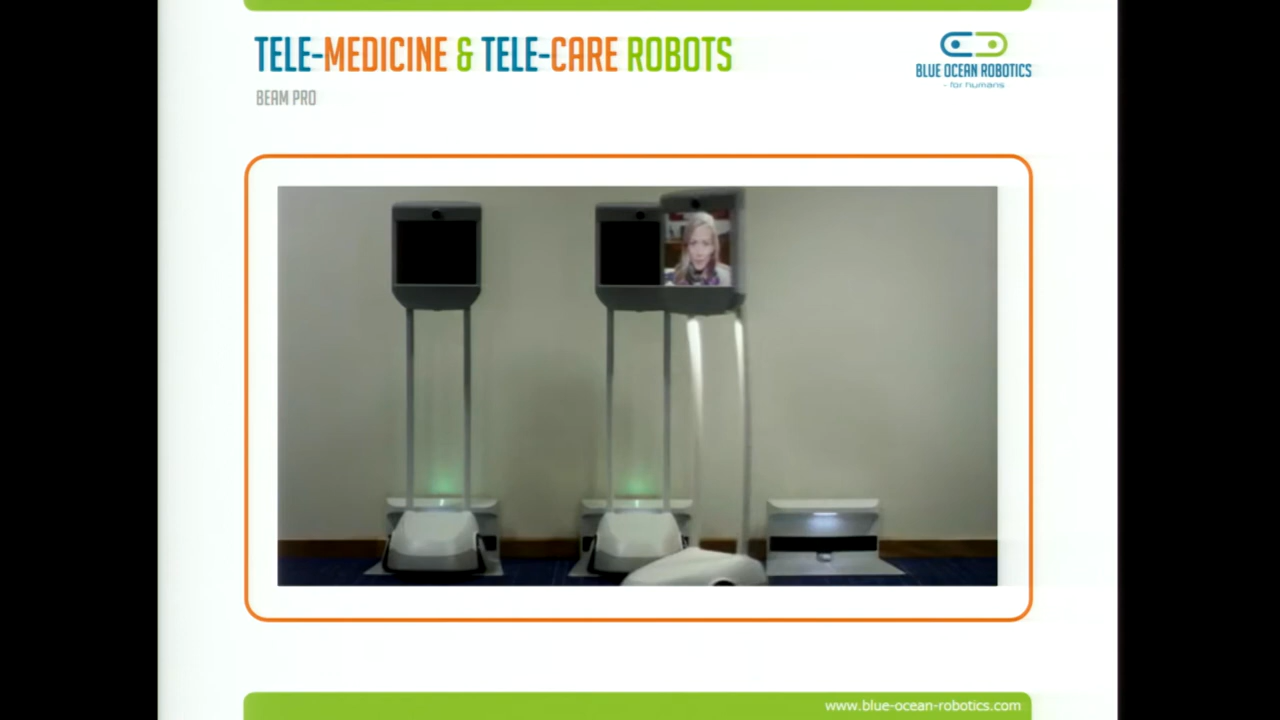 TELE-MEDICINE & TELE-CARE ROBOTS
BLUE OCEAN ROBOTICS
- for humans
BEAM PRO
www.blue-ocean-robotics.com